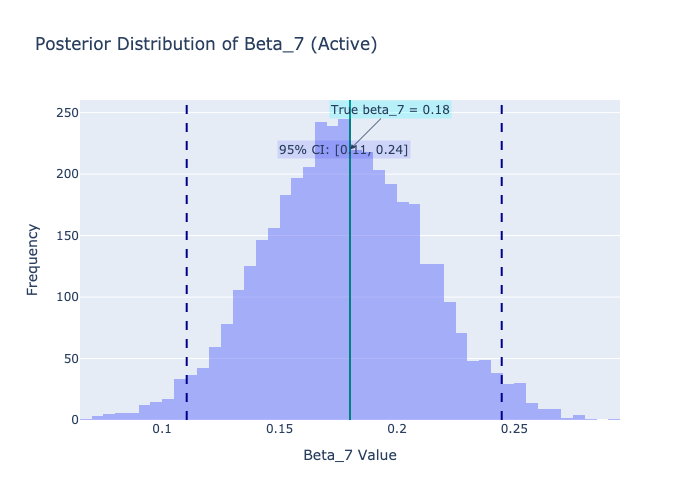 Posterior Distribution of Beta_7 (Active)
True beta_7 = 0.18
95% CI: [0.11, 0.24]
250
200
150
100
50
0
Frequency
0.1
0.15
0.2
0.25
Beta_7 Value